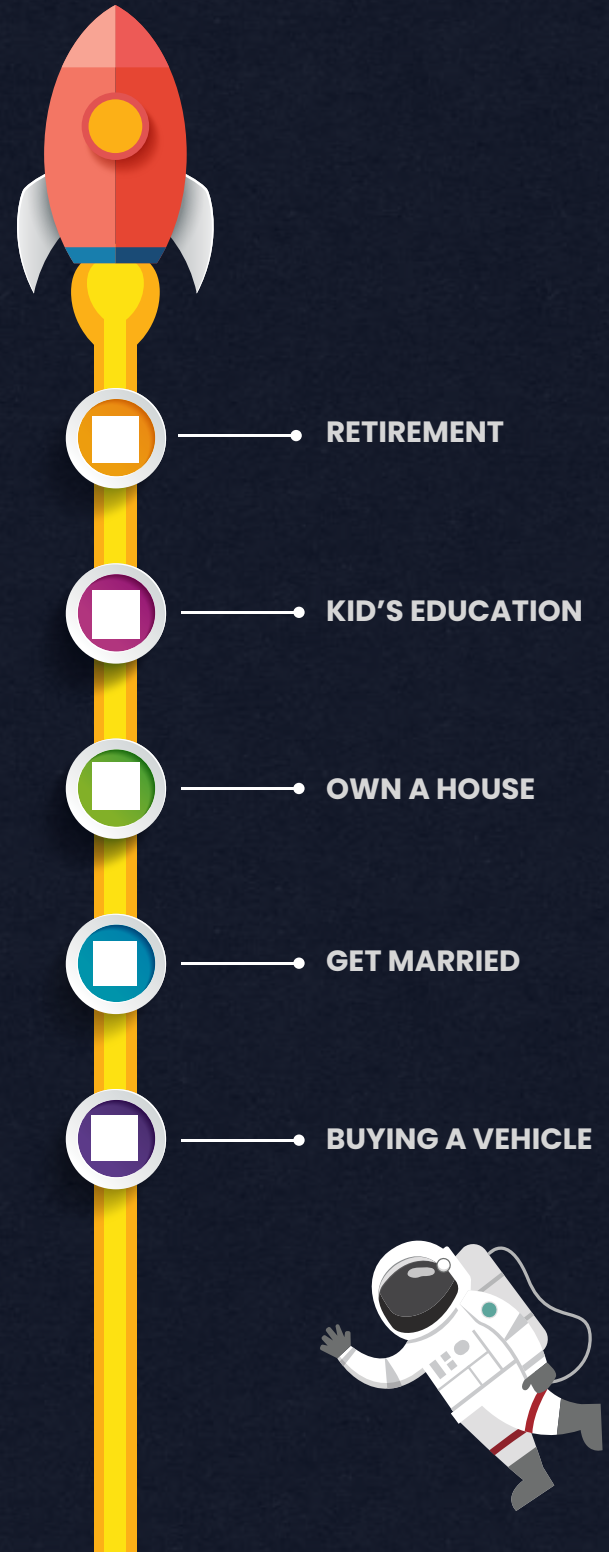 RETIREMENT
KID’S EDUCATION
OWN A HOUSE
GET MARRIED
BUYING A VEHICLE